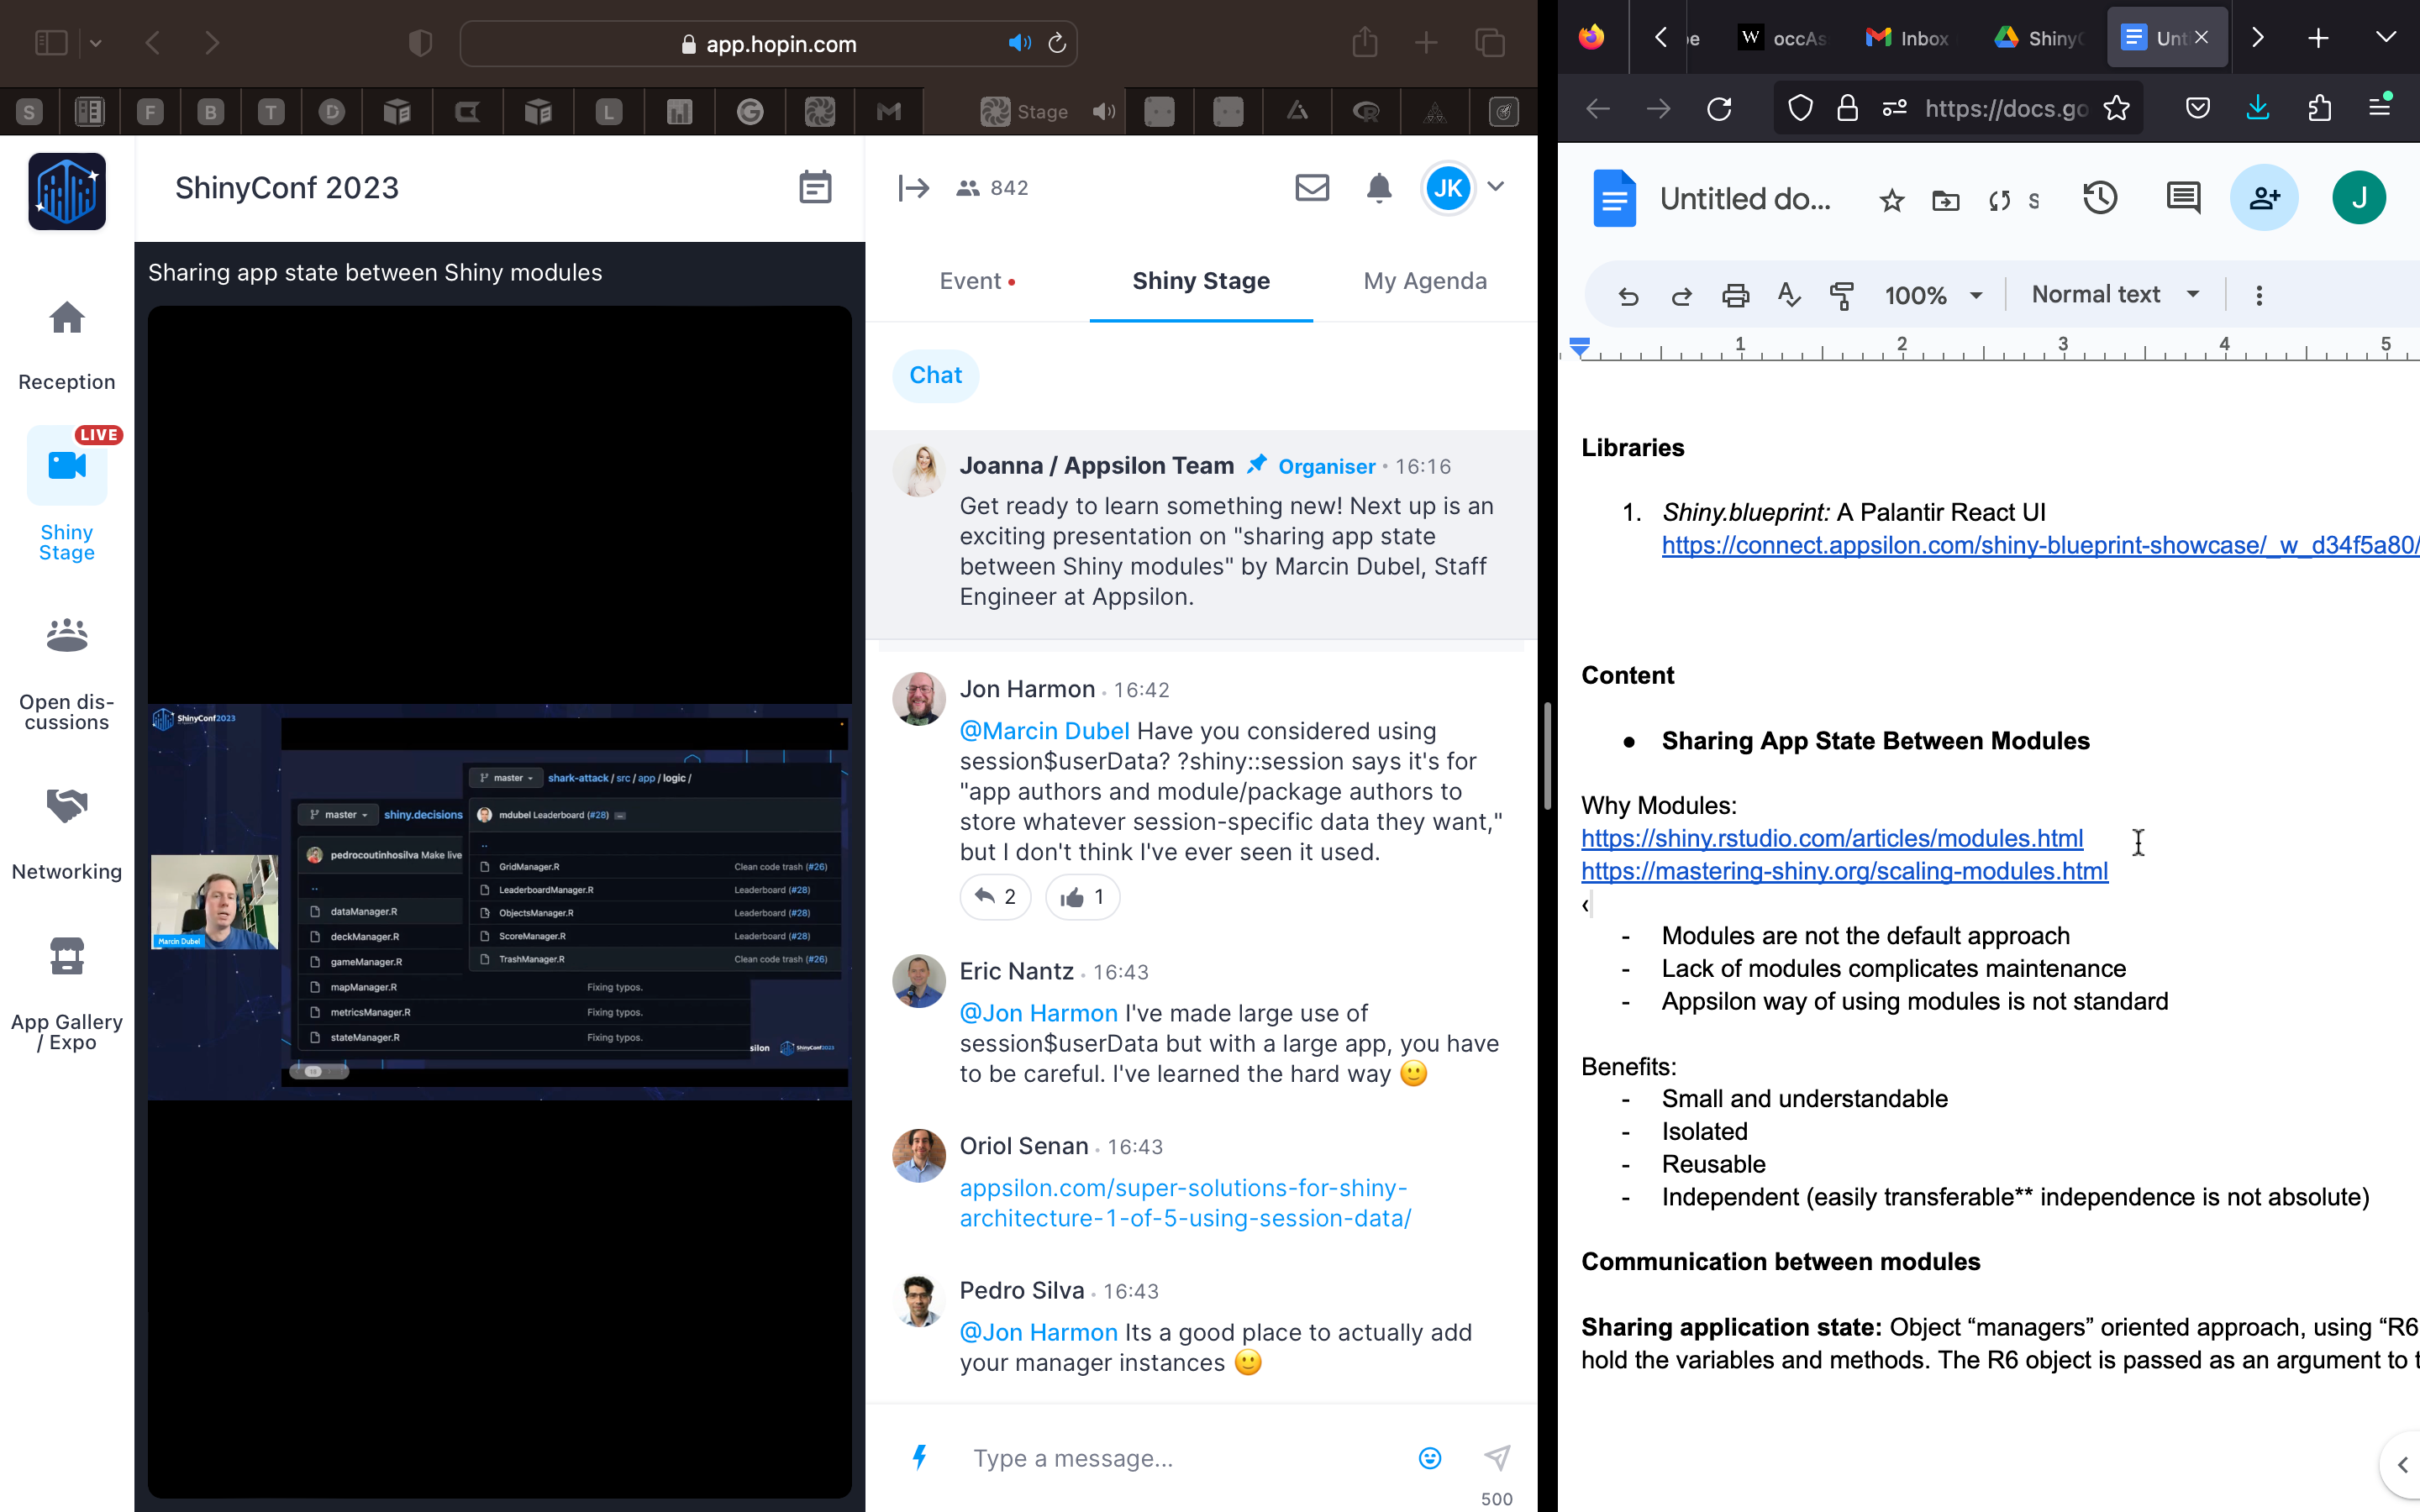 app.hopin.com
S
F
B
T
D
L
Stage
ShinyConf 2023
842
JK
Event
Shiny Stage
My Agenda
Reception
LIVE
Shiny
Stage
Open dis-
cussions
Networking
App Gallery
/ Expo
Sharing app state between Shiny modules
ShinyConf2023
master
shark-attack / src / app / logic /
mdubel Leaderboard (#28)
..
GridManager.R Clean code trash (#26)
LeaderboardManager.R Leaderboard (#28)
ObjectsManager.R Leaderboard (#28)
ScoreManager.R Leaderboard (#28)
TrashManager.R Clean code trash (#26)
master
shiny.decisions
pedrocoutinhosilva Make live
..
dataManager.R
deckManager.R
gameManager.R
mapManager.R Fixing typos.
metricsManager.R Fixing typos.
stateManager.R Fixing typos.
silon
ShinyConf2023
18
Marcin Dubel
Chat
Joanna / Appsilon Team Organiser • 16:16
Get ready to learn something new! Next up is an
exciting presentation on "sharing app state
between Shiny modules" by Marcin Dubel, Staff
Engineer at Appsilon.
Jon Harmon • 16:42
@Marcin Dubel Have you considered using
session$userData? ?shiny::session says it's for
"app authors and module/package authors to
store whatever session-specific data they want,"
but I don't think I've ever seen it used.
2
1
Eric Nantz • 16:43
@Jon Harmon I've made large use of
session$userData but with a large app, you have
to be careful. I've learned the hard way 🙂
Oriol Senan • 16:43
appsilon.com/super-solutions-for-shiny-
architecture-1-of-5-using-session-data/
Pedro Silva • 16:43
@Jon Harmon Its a good place to actually add
your manager instances 🙂
Type a message...
500
W occAs
Inbox
Shiny
Unt
https://docs.go
Untitled do...
S
J
100%
Normal text
1 2 3 4 5
Libraries
1. Shiny.blueprint: A Palantir React UI
https://connect.appsilon.com/shiny-blueprint-showcase/_w_d34f5a80/
Content
● Sharing App State Between Modules
Why Modules:
https://shiny.rstudio.com/articles/modules.html
https://mastering-shiny.org/scaling-modules.html
‹
- Modules are not the default approach
- Lack of modules complicates maintenance
- Appsilon way of using modules is not standard
Benefits:
- Small and understandable
- Isolated
- Reusable
- Independent (easily transferable** independence is not absolute)
Communication between modules
Sharing application state: Object “managers” oriented approach, using “R6
hold the variables and methods. The R6 object is passed as an argument to t